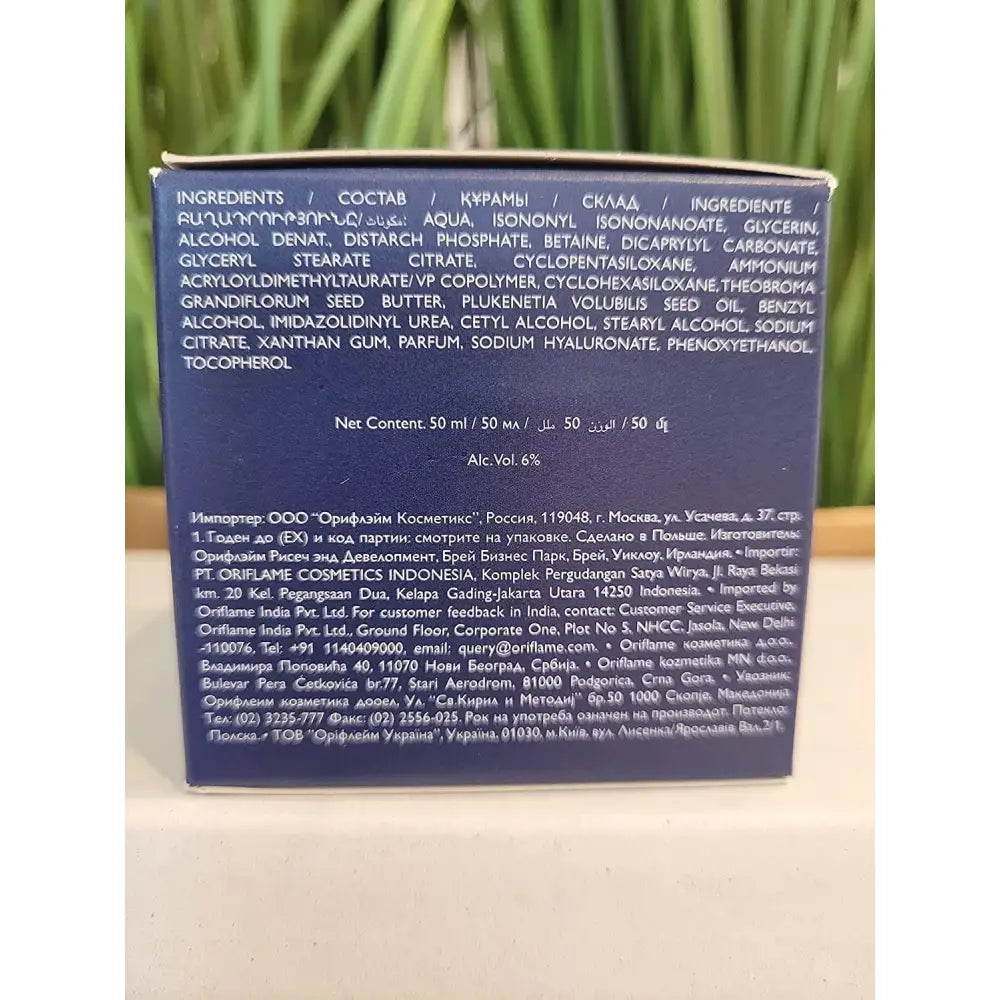 INGREDIENTS / СОСТАВ / ҚҰРАМЫ / СКЛАД / INGREDIENTE /
ԲԱՂԱԴՐՈՒԹՅՈՒՆԸ/مكونات: AQUA, ISONONYL ISONONANOATE, GLYCERIN,
ALCOHOL DENAT., DISTARCH PHOSPHATE, BETAINE, DICAPRYLYL CARBONATE,
GLYCERYL STEARATE CITRATE, CYCLOPENTASILOXANE, AMMONIUM
ACRYLOYLDIMETHYLTAURATE/VP COPOLYMER, CYCLOHEXASILOXANE, THEOBROMA
GRANDIFLORUM SEED BUTTER, PLUKENETIA VOLUBILIS SEED OIL, BENZYL
ALCOHOL, IMIDAZOLIDINYL UREA, CETYL ALCOHOL, STEARYL ALCOHOL, SODIUM
CITRATE, XANTHAN GUM, PARFUM, SODIUM HYALURONATE, PHENOXYETHANOL,
TOCOPHEROL
Net Content. 50 ml / 50 мл / الوزن 50 ملل / 50 մլ
Alc.Vol. 6%
Импортер: ООО "Орифлэйм Косметикс", Россия, 119048, г. Москва, ул. Усачева, д. 37, стр.
1. Годен до (EX) и код партии: смотрите на упаковке. Сделано в Польше. Изготовитель:
Орифлэйм Рисеч энд Девелопмент, Брей Бизнес Парк, Брей, Уиклоу, Ирландия. • Importir:
PT. ORIFLAME COSMETICS INDONESIA, Komplek Pergudangan Satya Wirya, Jl. Raya Bekasi
km. 20 Kel. Pegangsaan Dua, Kelapa Gading-Jakarta Utara 14250 Indonesia. • Imported by
Oriflame India Pvt. Ltd. For customer feedback in India, contact: Customer Service Executive,
Oriflame India Pvt. Ltd., Ground Floor, Corporate One, Plot No 5, NHCC, Jasola, New Delhi
-110076, Tel: +91 1140409000, email: query@oriflame.com. • Oriflame козметика д.о.о.
Владимира Поповића 40, 11070 Нови Београд, Србија. • Oriflame kozmetika MN d.o.o.
Bulevar Pera Ćetkovića br.77, Stari Aerodrom, 81000 Podgorica, Crna Gora. • Увозник:
Орифлеим козметика дооел, Ул. "Св.Кирил и Методиј" бр.50 1000 Скопје, Македонија
Тел: (02) 3235-777 Факс: (02) 2556-025. Рок на употреба означен на производот. Потекло:
Полска. • ТОВ "Оріфлейм Україна", Україна, 01030, м.Київ, вул. Лисенка/Ярославів Вал, 2/1,